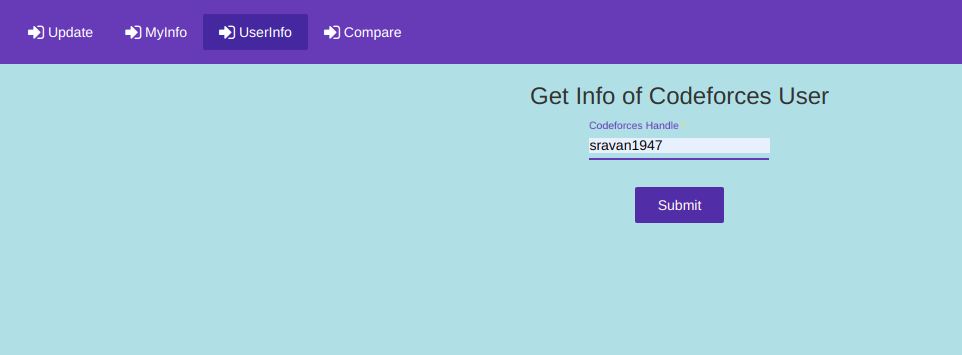 Update MyInfo UserInfo Compare
Get Info of Codeforces User
Codeforces Handle
sravan1947
Submit